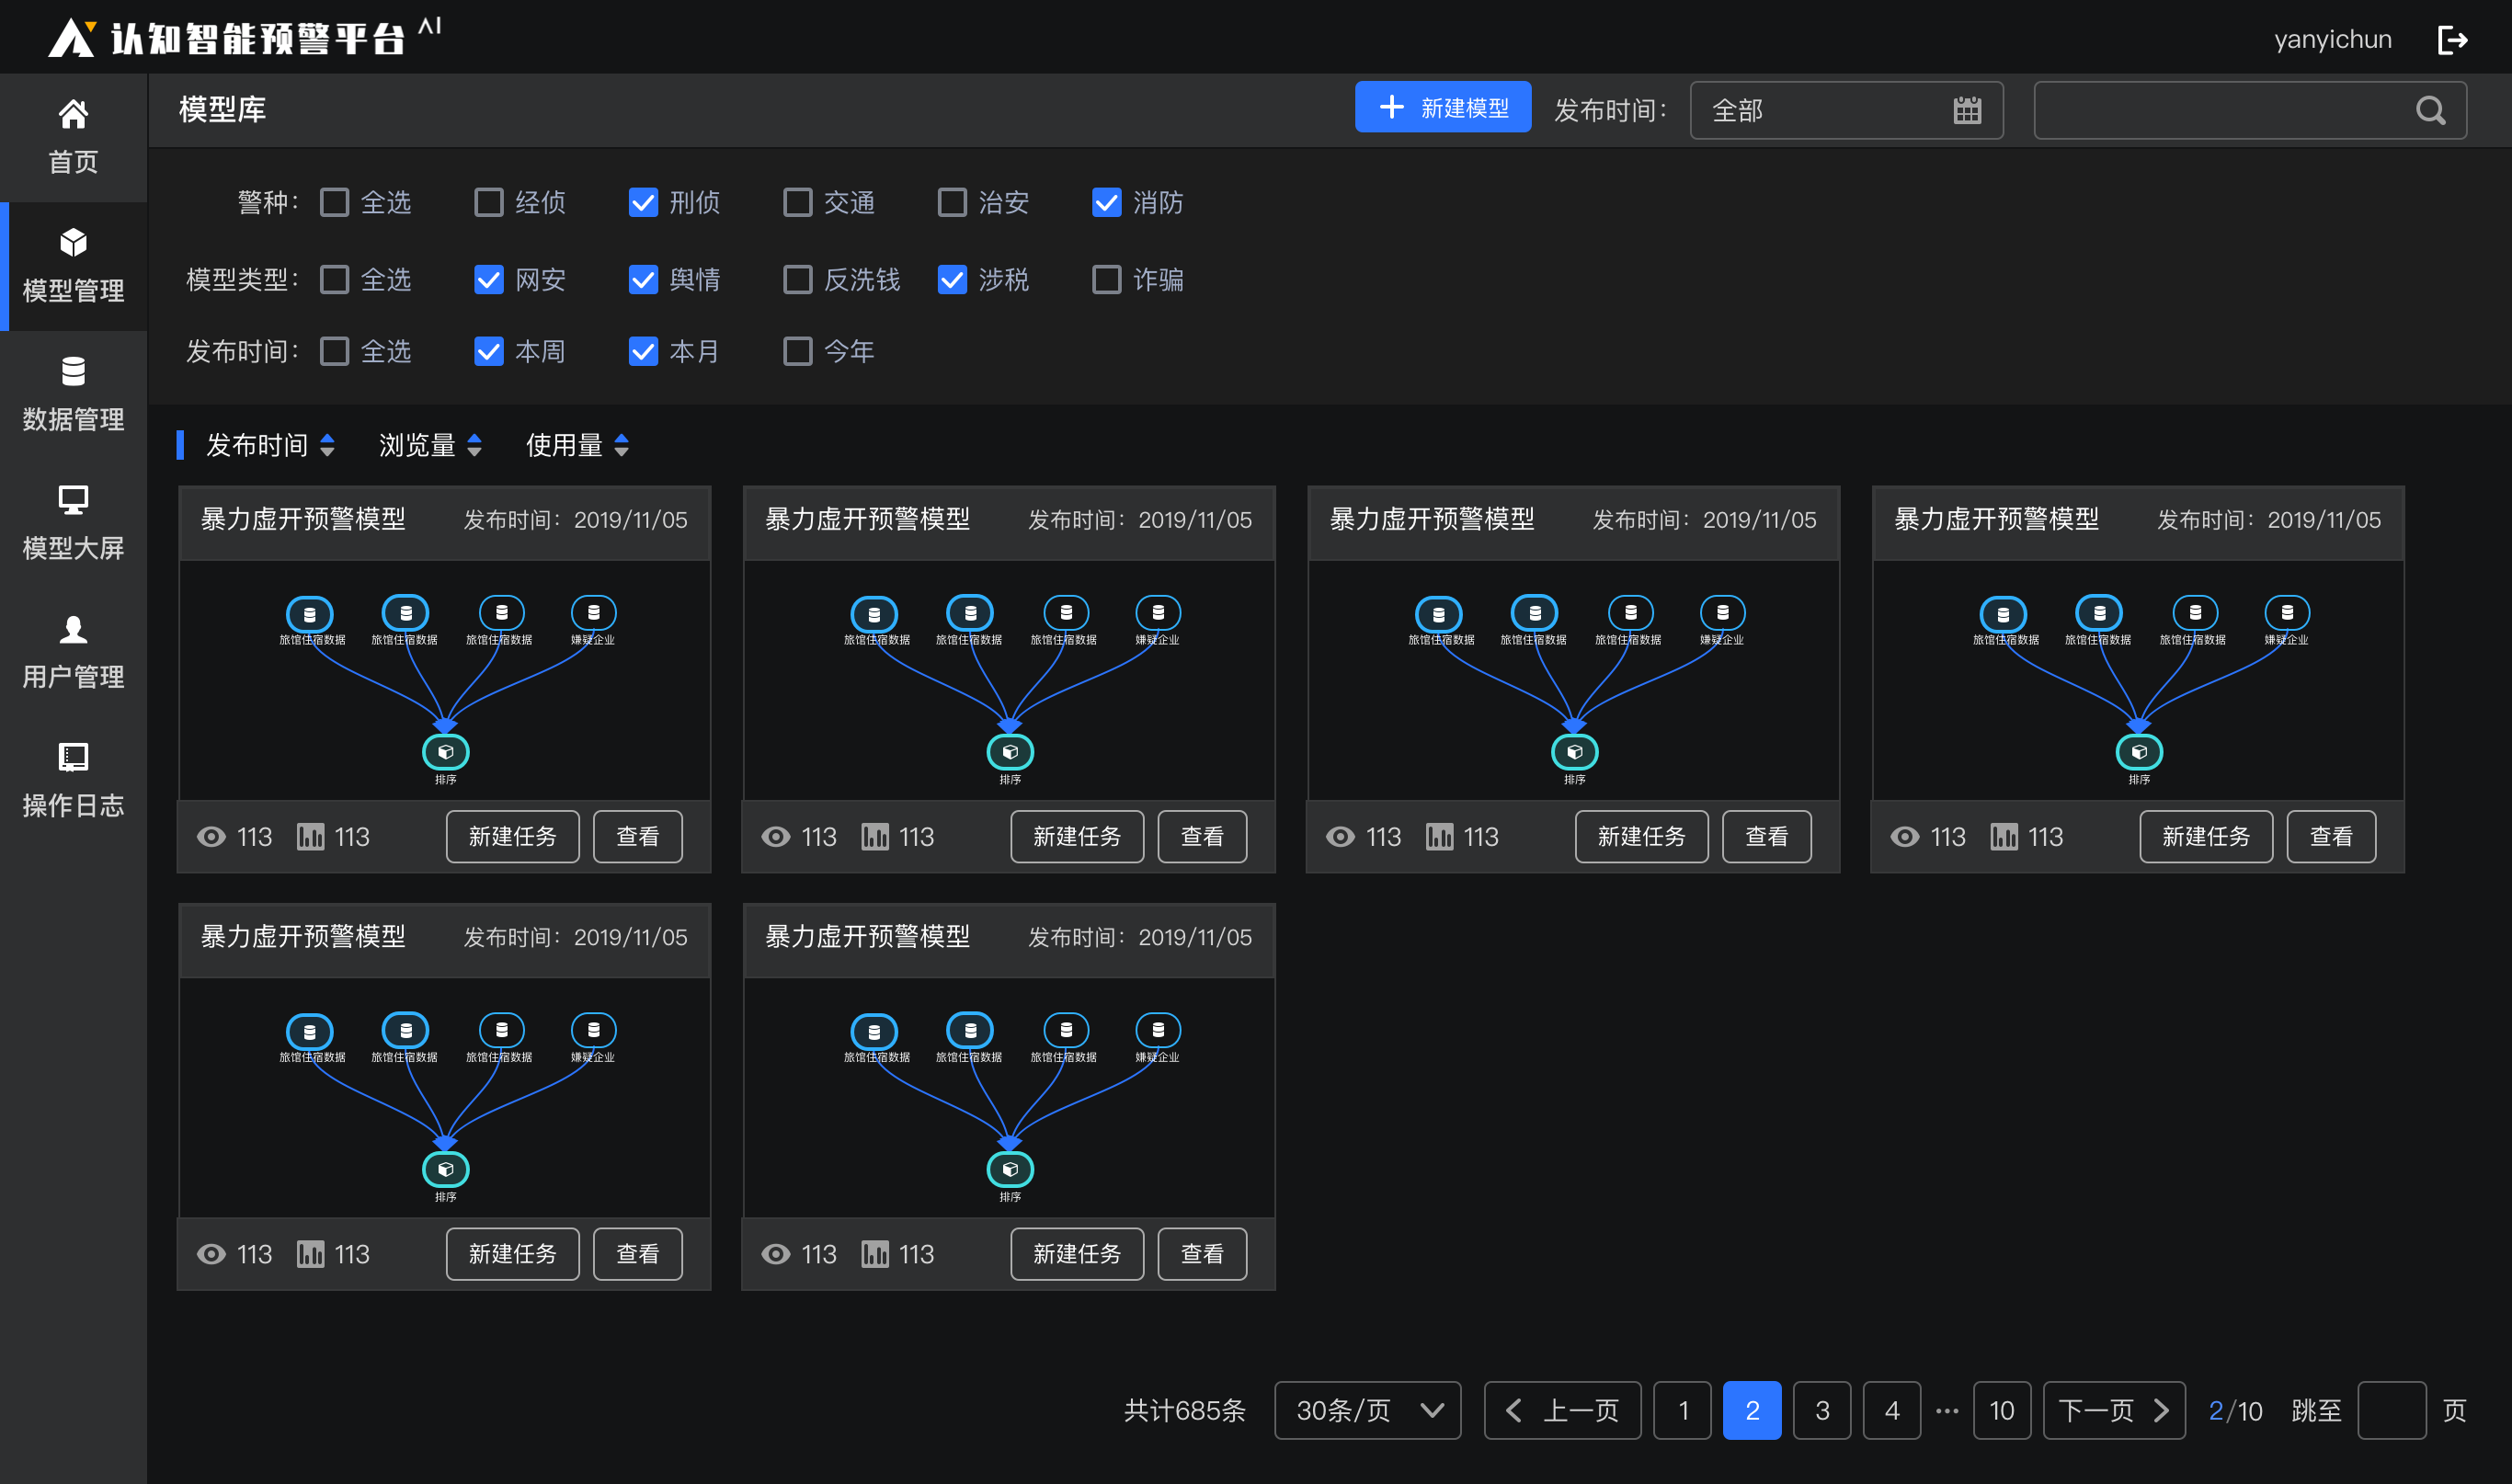 认知智能预警平台 AI
yanyichun
首页
模型管理
数据管理
模型大屏
用户管理
操作日志
模型库
新建模型
发布时间：
全部
警种： 全选 经侦 刑侦 交通 治安 消防
模型类型： 全选 网安 舆情 反洗钱 涉税 诈骗
发布时间： 全选 本周 本月 今年
发布时间 浏览量 使用量
暴力虚开预警模型 发布时间：2019/11/05
旅馆住宿数据 旅馆住宿数据 旅馆住宿数据 嫌疑企业
排序
113 113 新建任务 查看
暴力虚开预警模型 发布时间：2019/11/05
旅馆住宿数据 旅馆住宿数据 旅馆住宿数据 嫌疑企业
排序
113 113 新建任务 查看
暴力虚开预警模型 发布时间：2019/11/05
旅馆住宿数据 旅馆住宿数据 旅馆住宿数据 嫌疑企业
排序
113 113 新建任务 查看
暴力虚开预警模型 发布时间：2019/11/05
旅馆住宿数据 旅馆住宿数据 旅馆住宿数据 嫌疑企业
排序
113 113 新建任务 查看
暴力虚开预警模型 发布时间：2019/11/05
旅馆住宿数据 旅馆住宿数据 旅馆住宿数据 嫌疑企业
排序
113 113 新建任务 查看
暴力虚开预警模型 发布时间：2019/11/05
旅馆住宿数据 旅馆住宿数据 旅馆住宿数据 嫌疑企业
排序
113 113 新建任务 查看
共计685条 30条/页 上一页 1 2 3 4 ··· 10 下一页 2/10 跳至 页